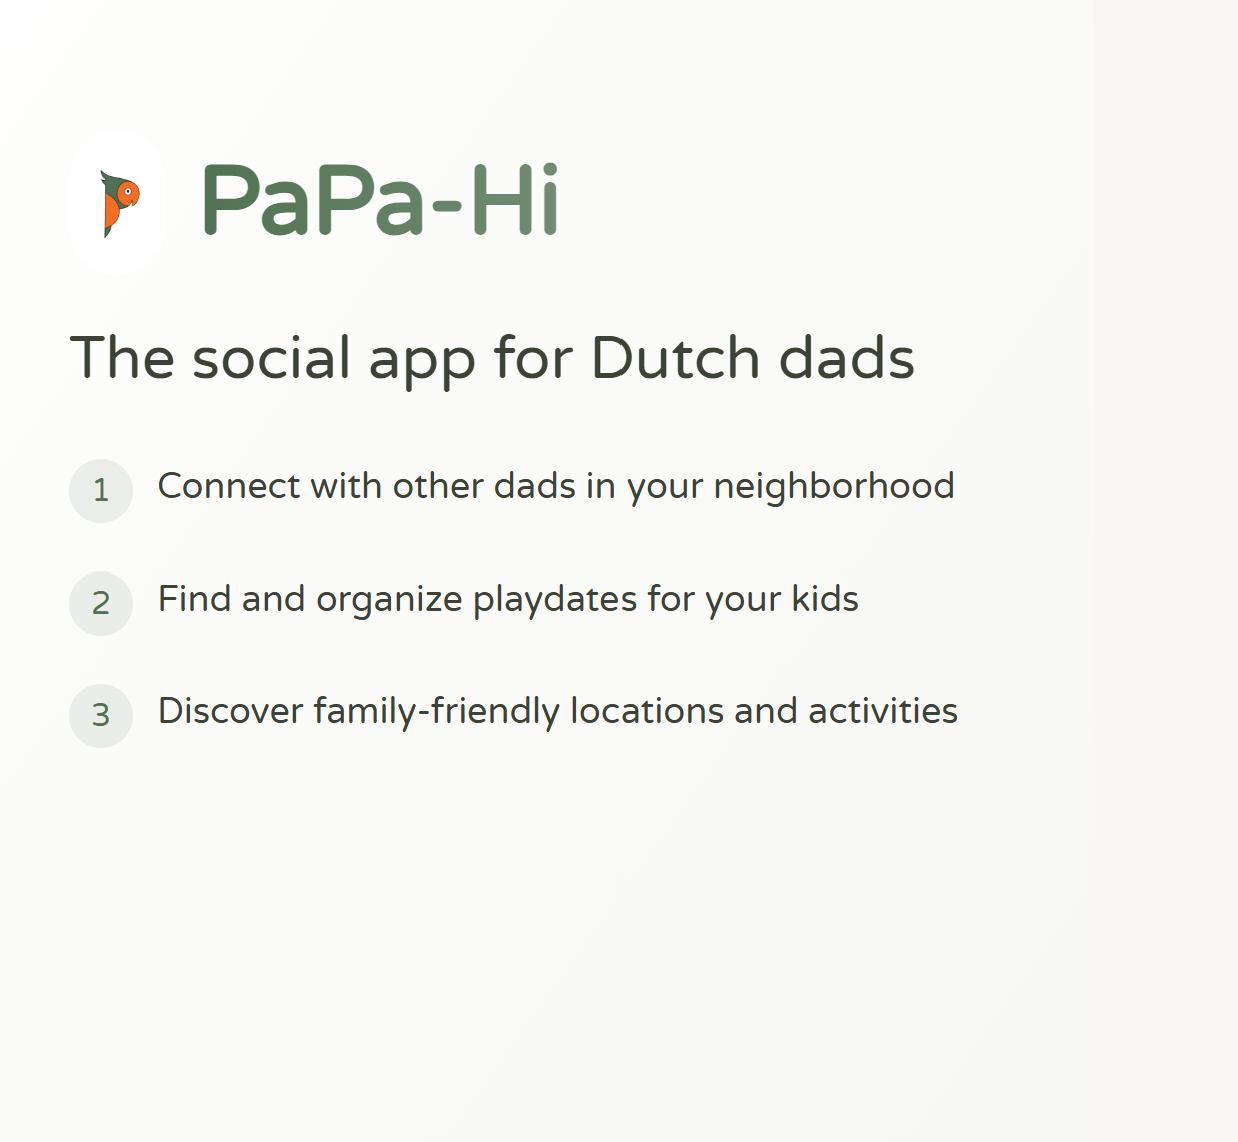 PaPa-Hi
The social app for Dutch dads
1 Connect with other dads in your neighborhood
2 Find and organize playdates for your kids
3 Discover family-friendly locations and activities